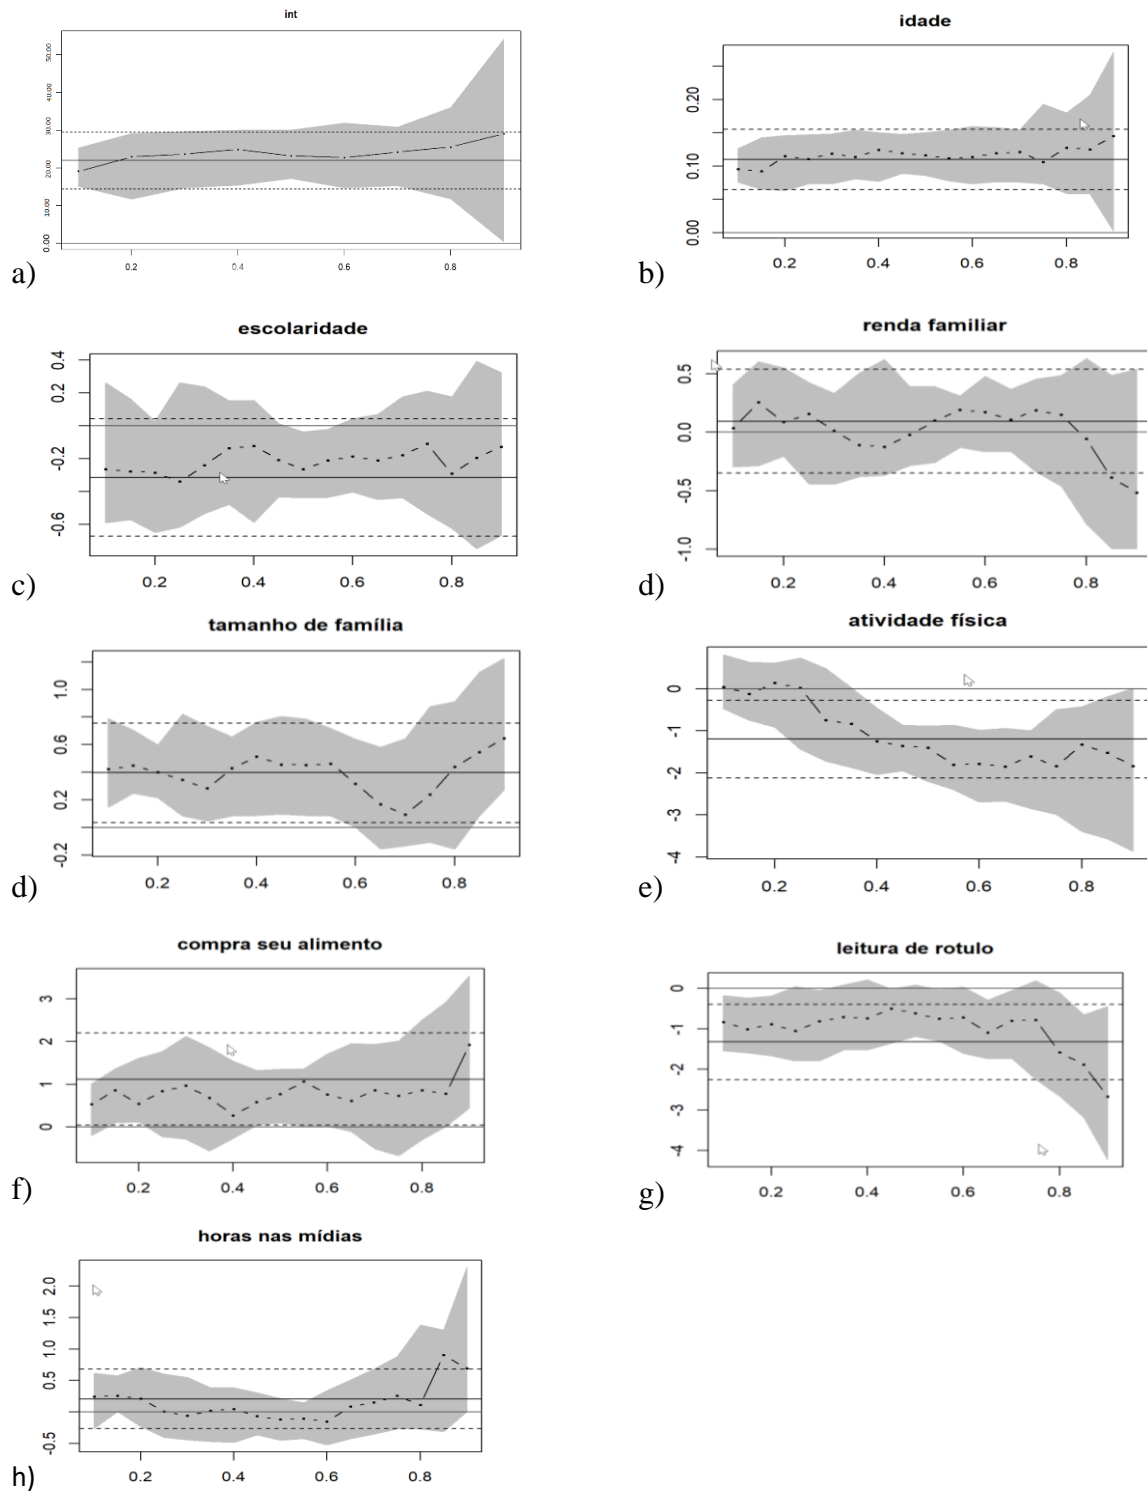 int
50.00
40.00
30.00
20.00
10.00
0.00
0.2 0.4 0.6 0.8
a)
idade
0.20
0.10
0.00
0.2 0.4 0.6 0.8
b)
escolaridade
0.4
0.2
-0.2
-0.6
0.2 0.4 0.6 0.8
c)
renda familiar
0.5
0.0
-0.5
-1.0
0.2 0.4 0.6 0.8
d)
tamanho de família
1.0
0.6
0.2
-0.2
0.2 0.4 0.6 0.8
d)
atividade física
0
-1
-2
-3
-4
0.2 0.4 0.6 0.8
e)
compra seu alimento
3
2
1
0
0.2 0.4 0.6 0.8
f)
leitura de rotulo
0
-1
-2
-3
-4
0.2 0.4 0.6 0.8
g)
horas nas mídias
2.0
1.5
1.0
0.5
-0.5
0.2 0.4 0.6 0.8
h)